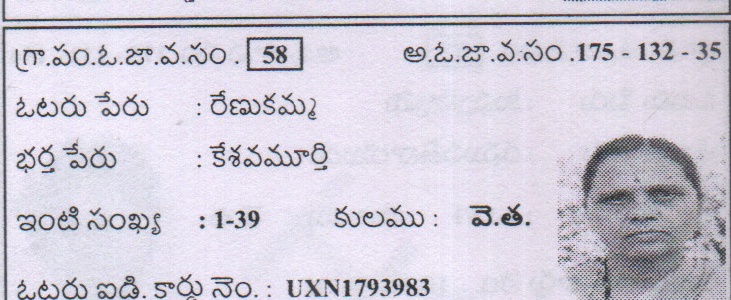 గ్రా.పం.ఓ.జా.వ.సం. 58 అ.ఓ.జా.వ.సం.175 - 132 - 35
ఓటరు పేరు : రేణుకమ్మ
భర్త పేరు : కేశవమూర్తి
ఇంటి సంఖ్య : 1-39 కులము : వె.త.
ఓటరు ఐడి. కార్డు నెం. : UXN1793983